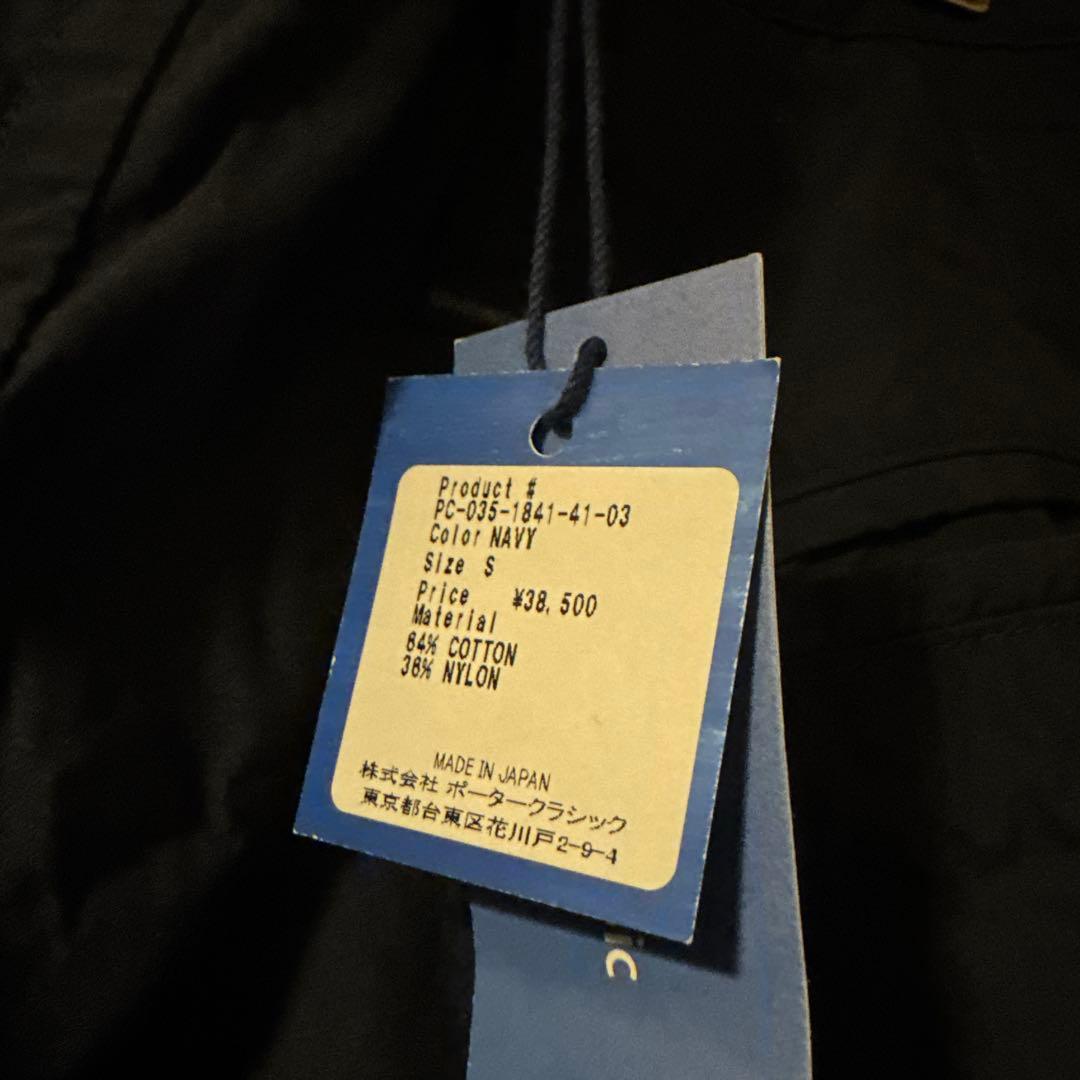 Product #
PC-035-1841-41-03
Color NAVY
Size S
Price ¥38,500
Material
64% COTTON
36% NYLON
MADE IN JAPAN
株式会社 ポータークラシック
東京都台東区花川戸2-9-4
C